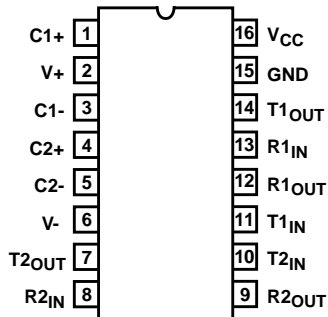 C1+ 1 16 VCC
V+ 2 15 GND
C1- 3 14 T1OUT
C2+ 4 13 R1IN
C2- 5 12 R1OUT
V- 6 11 T1IN
T2OUT 7 10 T2IN
R2IN 8 9 R2OUT